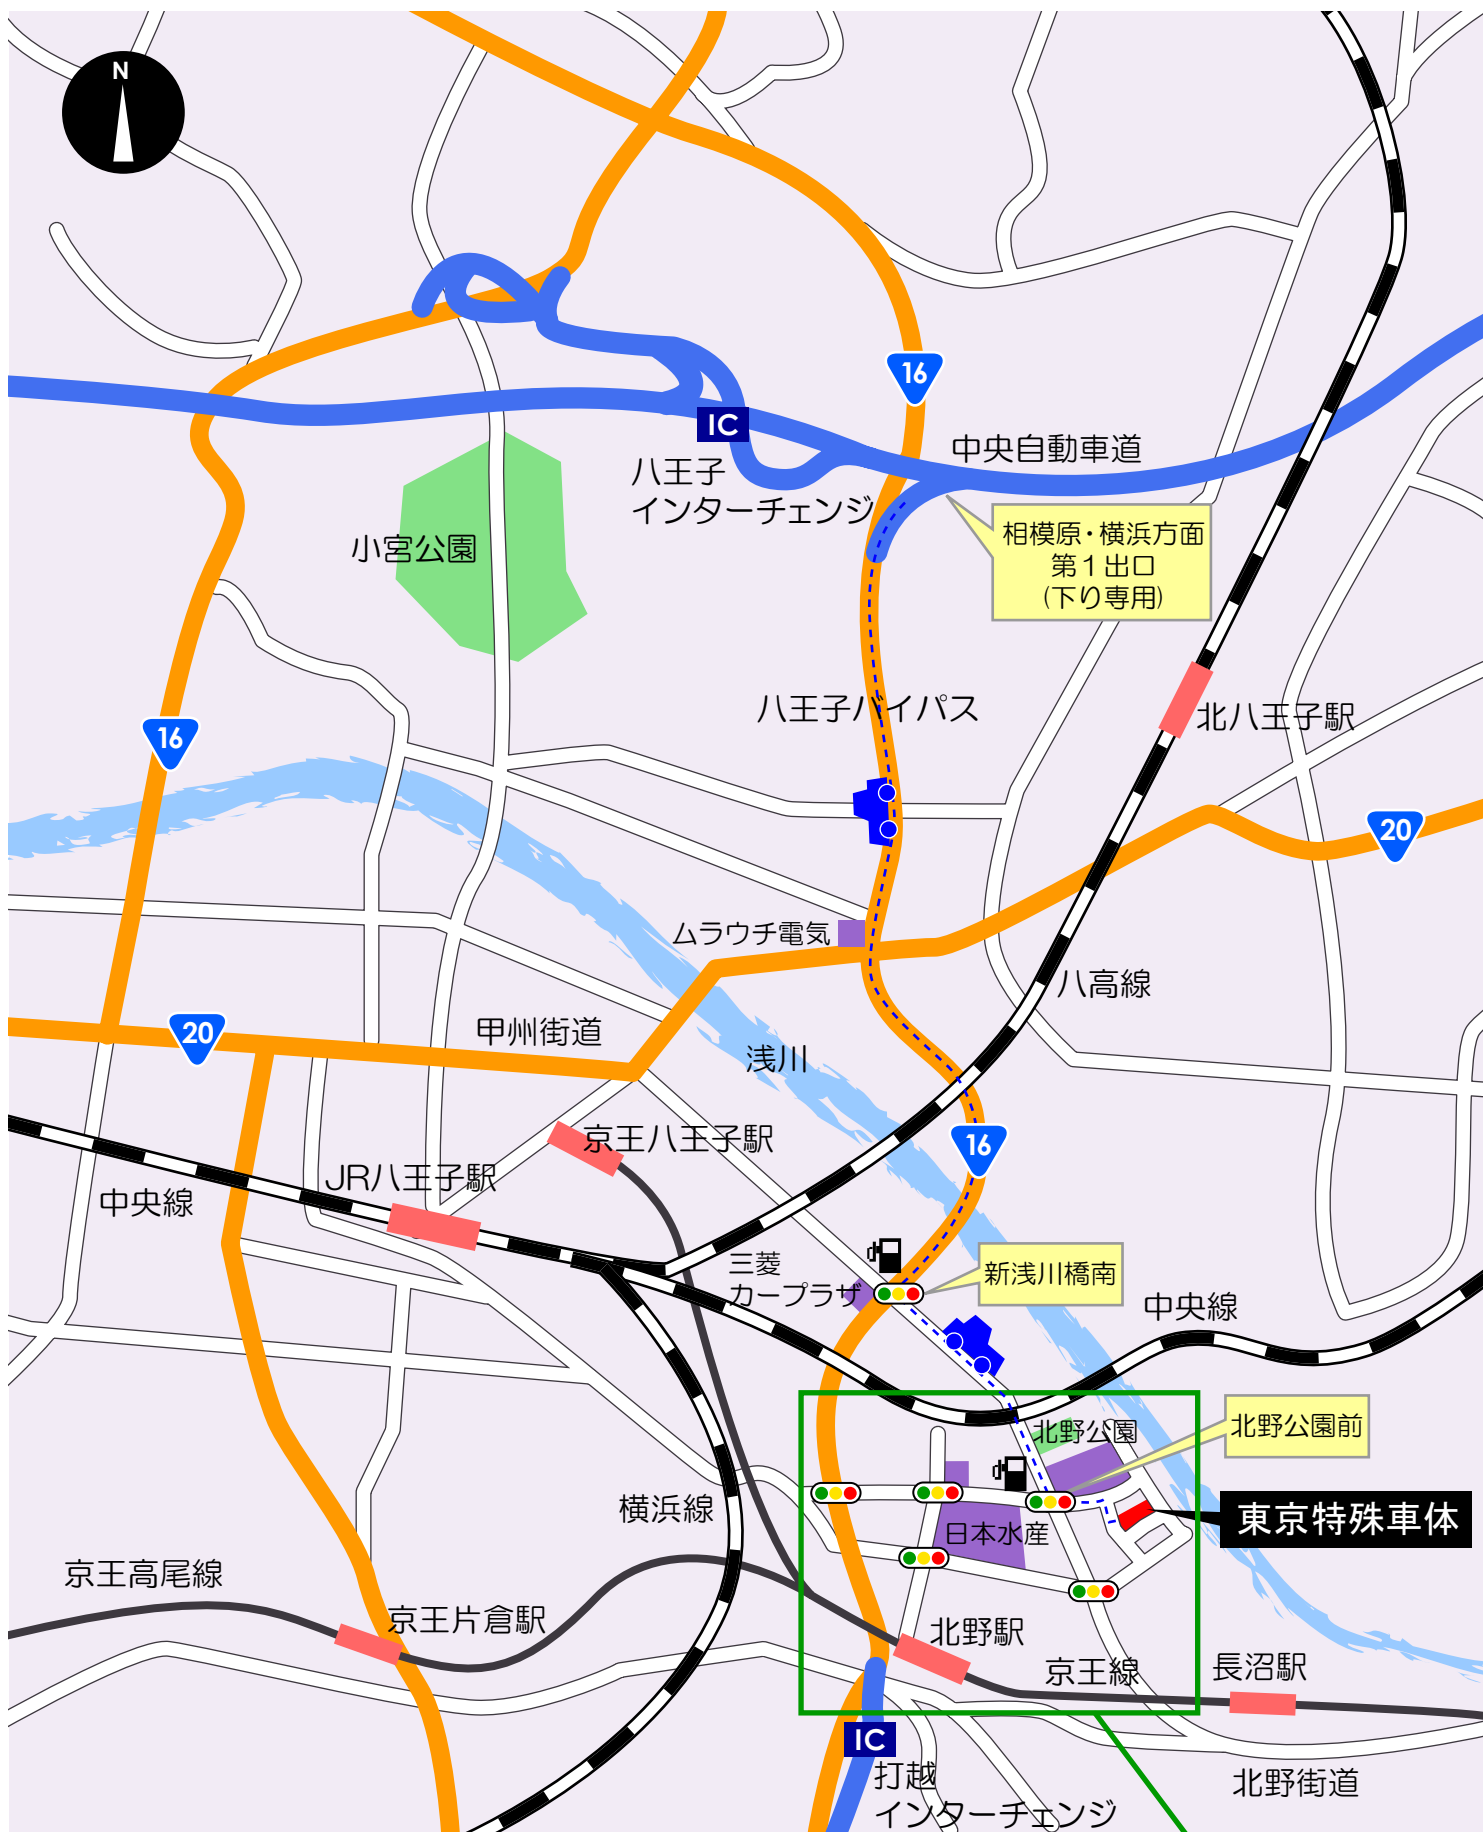 N
16
IC
中央自動車道
八王子
インターチェンジ
相模原・横浜方面
第1出口
(下り専用)
小宮公園
八王子バイパス
北八王子駅
16
20
ムラウチ電気
八高線
20
甲州街道
浅川
京王八王子駅
16
JR八王子駅
中央線
三菱
カープラザ
新浅川橋南
中央線
北野公園
北野公園前
横浜線
日本水産
東京特殊車体
京王高尾線
京王片倉駅
北野駅
京王線
長沼駅
IC
打越
インターチェンジ
北野街道